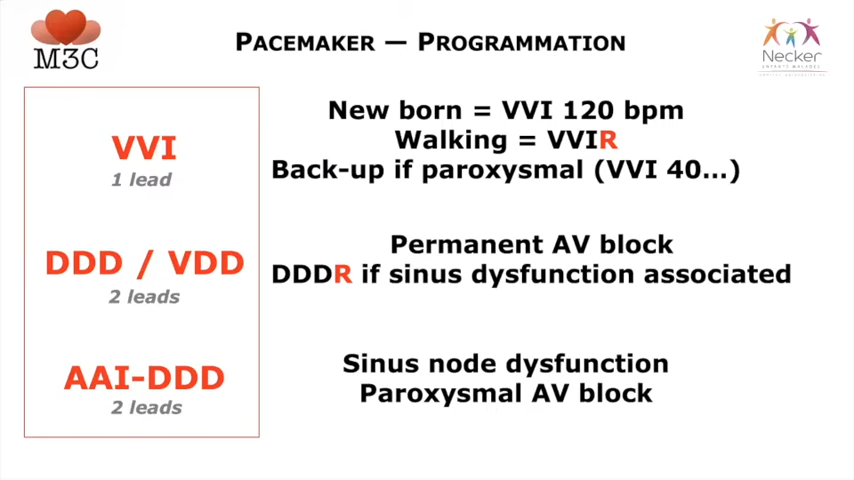 M3C
PACEMAKER — PROGRAMMATION
Necker
ENFANTS MALADES
VVI
1 lead
New born = VVI 120 bpm
Walking = VVIR
Back-up if paroxysmal (VVI 40...)
DDD / VDD
2 leads
Permanent AV block
DDDR if sinus dysfunction associated
AAI-DDD
2 leads
Sinus node dysfunction
Paroxysmal AV block